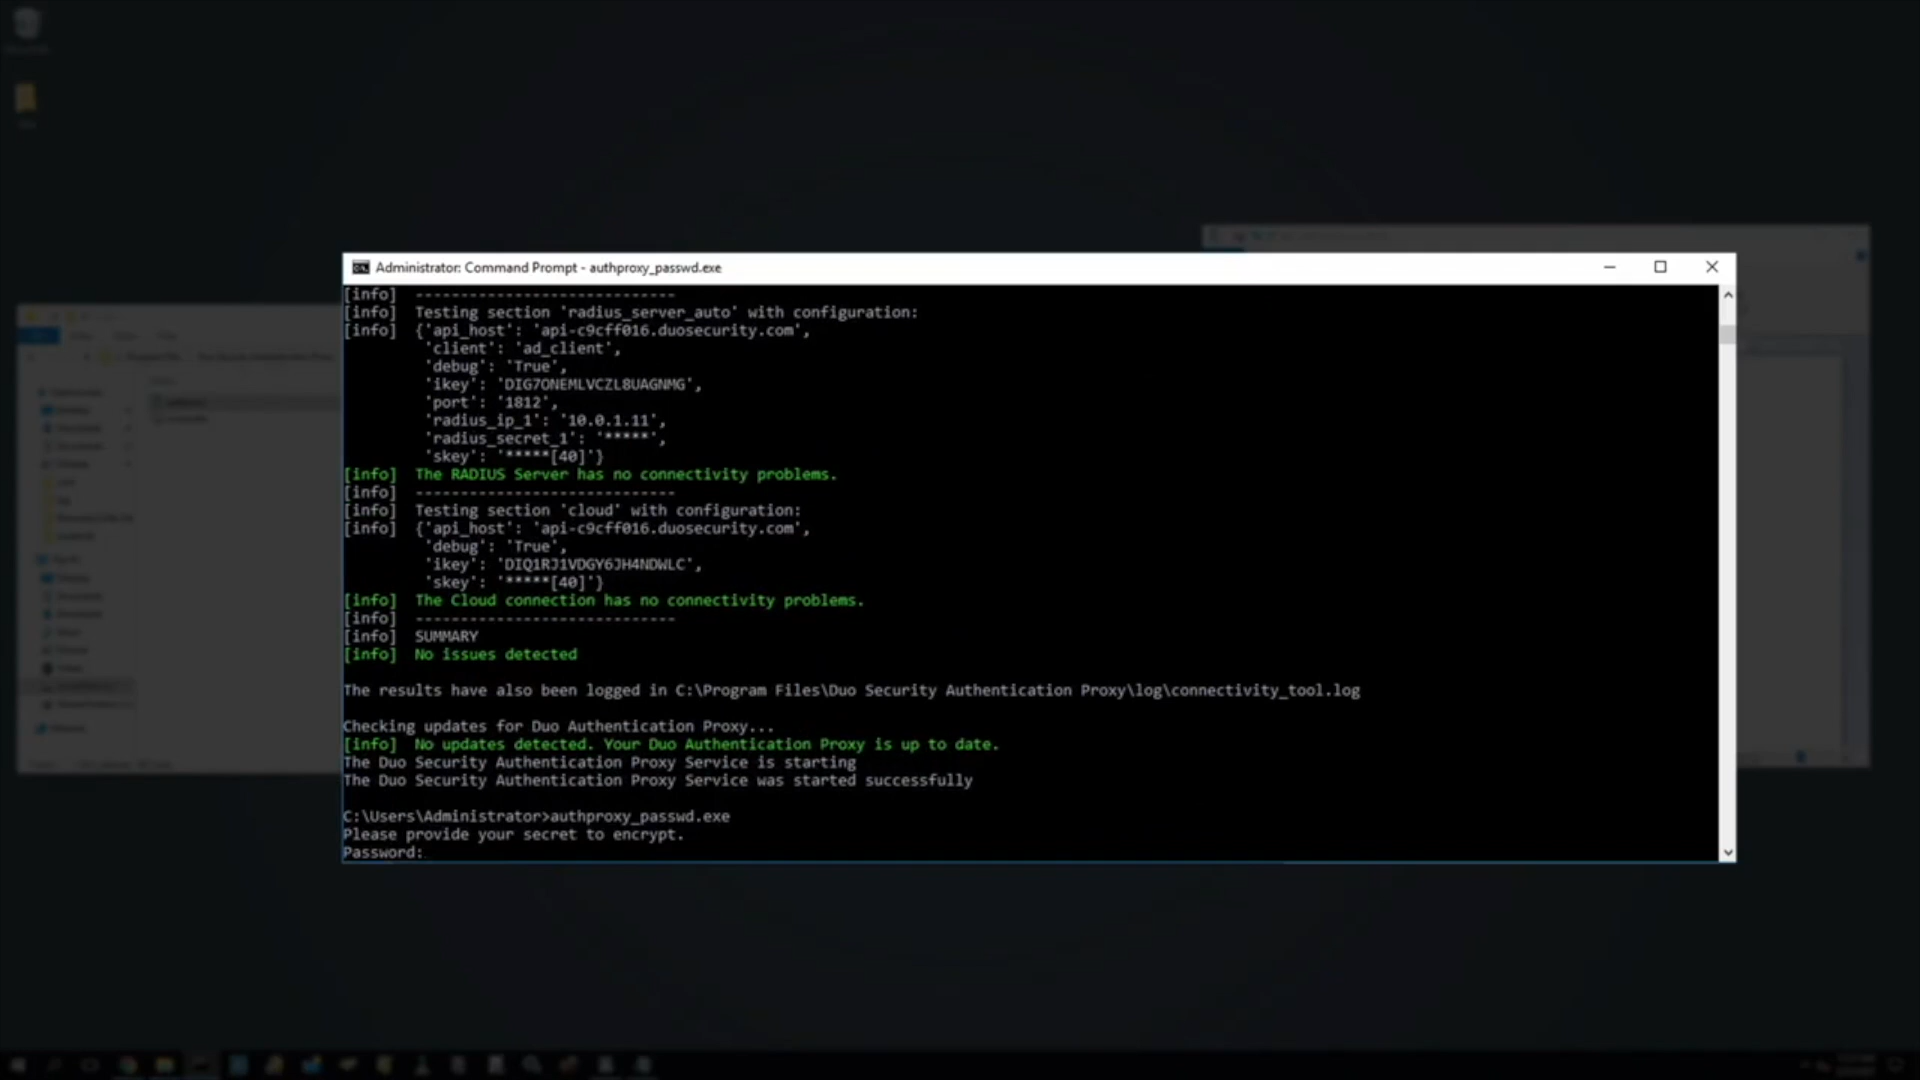 Administrator: Command Prompt - authproxy_passwd.exe
[info]  -----------------------------
[info]  Testing section 'radius_server_auto' with configuration:
[info]  {'api_host': 'api-c9cff016.duosecurity.com',
'client': 'ad_client',
'debug': 'True',
'ikey': 'DIG7ONEMLVCZL8UAGNMG',
'port': '1812',
'radius_ip_1': '10.0.1.11',
'radius_secret_1': '*****',
'skey': '*****[40]'}
[info]  The RADIUS Server has no connectivity problems.
[info]  -----------------------------
[info]  Testing section 'cloud' with configuration:
[info]  {'api_host': 'api-c9cff016.duosecurity.com',
'debug': 'True',
'ikey': 'DIQ1RJ1VDGY6JH4NDWLC',
'skey': '*****[40]'}
[info]  The Cloud connection has no connectivity problems.
[info]  -----------------------------
[info]  SUMMARY
[info]  No issues detected
The results have also been logged in C:\Program Files\Duo Security Authentication Proxy\log\connectivity_tool.log
Checking updates for Duo Authentication Proxy...
[info]  No updates detected. Your Duo Authentication Proxy is up to date.
The Duo Security Authentication Proxy Service is starting
The Duo Security Authentication Proxy Service was started successfully
C:\Users\Administrator>authproxy_passwd.exe
Please provide your secret to encrypt.
Password: